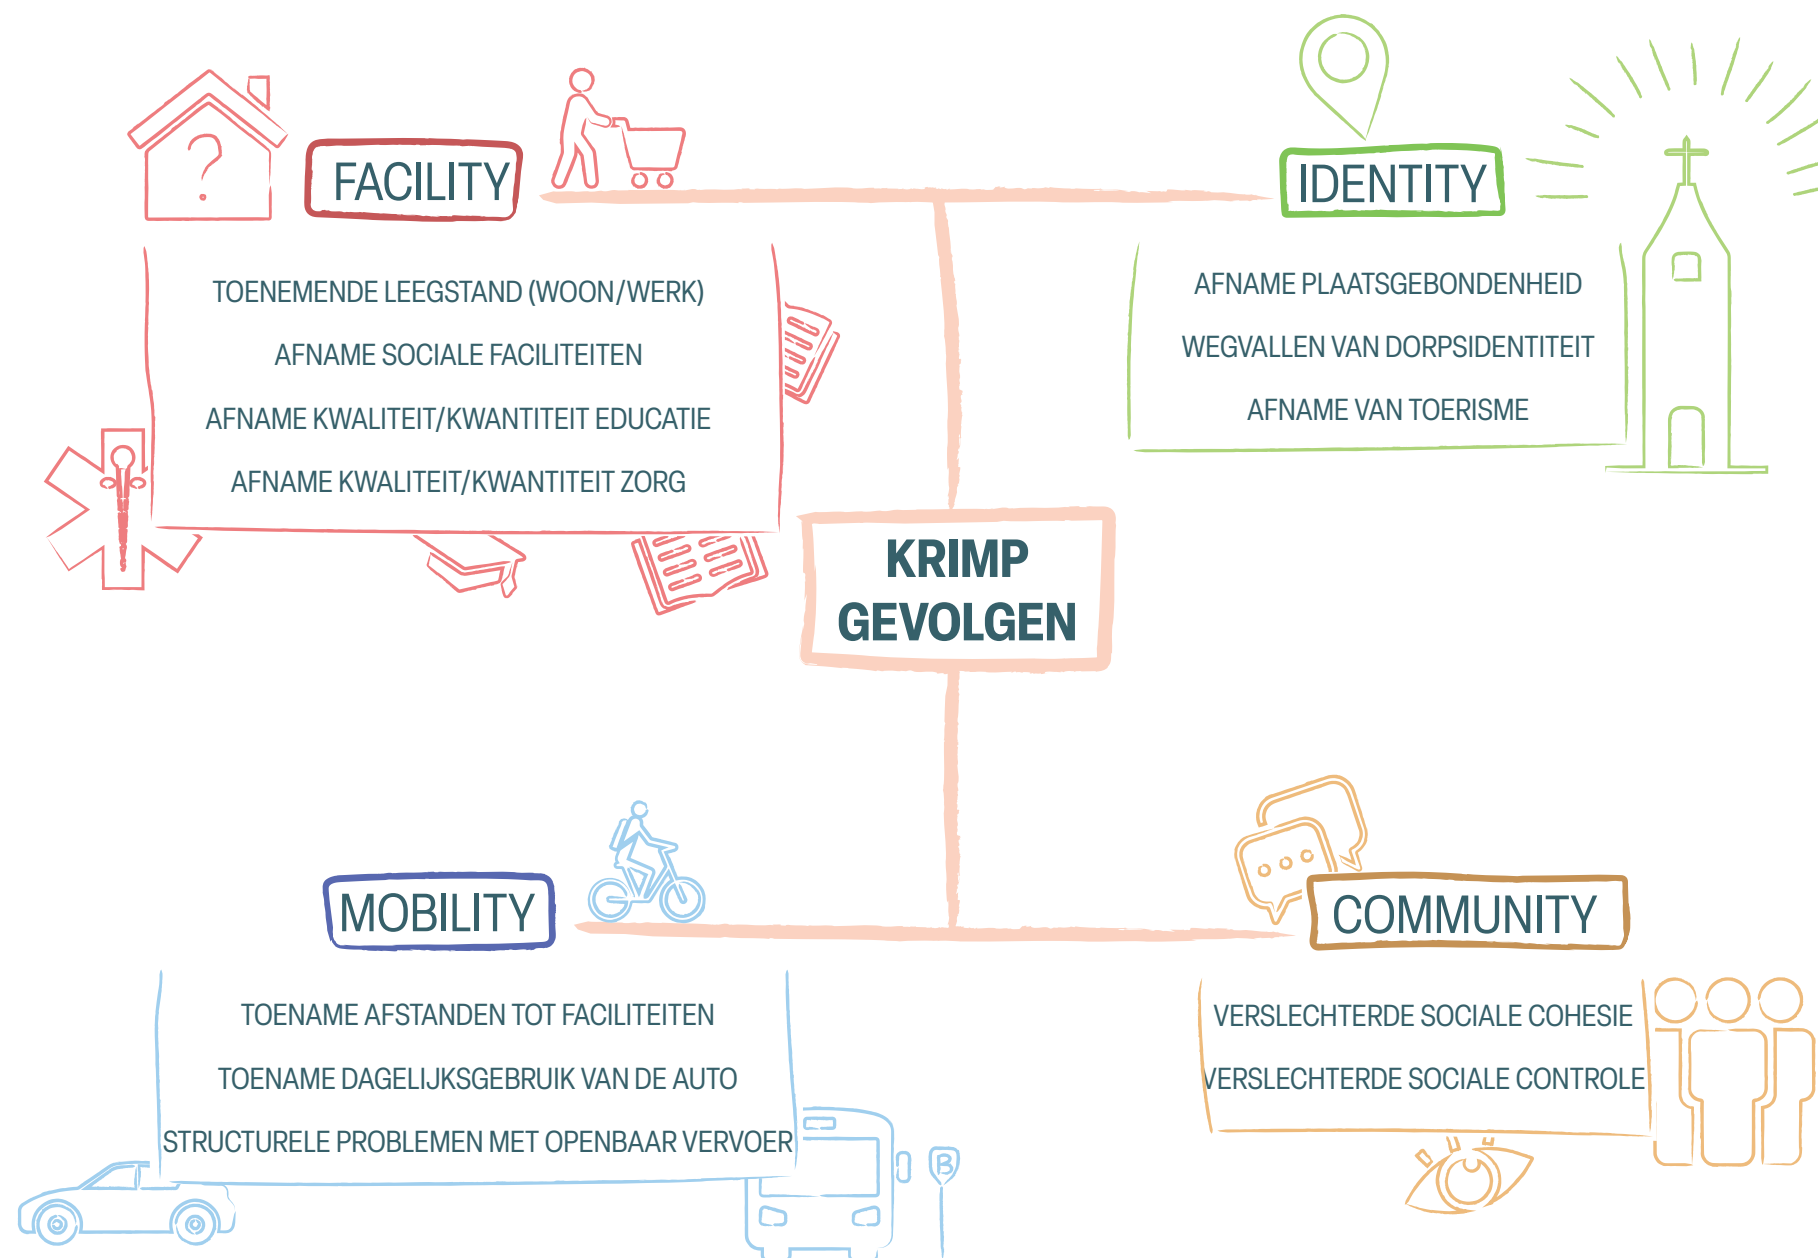 FACILITY
TOENEMENDE LEEGSTAND (WOON/WERK)
AFNAME SOCIALE FACILITEITEN
AFNAME KWALITEIT/KWANTITEIT EDUCATIE
AFNAME KWALITEIT/KWANTITEIT ZORG
IDENTITY
AFNAME PLAATSGEBONDENHEID
WEGVALLEN VAN DORPSIDENTITEIT
AFNAME VAN TOERISME
KRIMP
GEVOLGEN
MOBILITY
TOENAME AFSTANDEN TOT FACILITEITEN
TOENAME DAGELIJKSGEBRUIK VAN DE AUTO
STRUCTURELE PROBLEMEN MET OPENBAAR VERVOER
B
COMMUNITY
VERSLECHTERDE SOCIALE COHESIE
VERSLECHTERDE SOCIALE CONTROLE
?